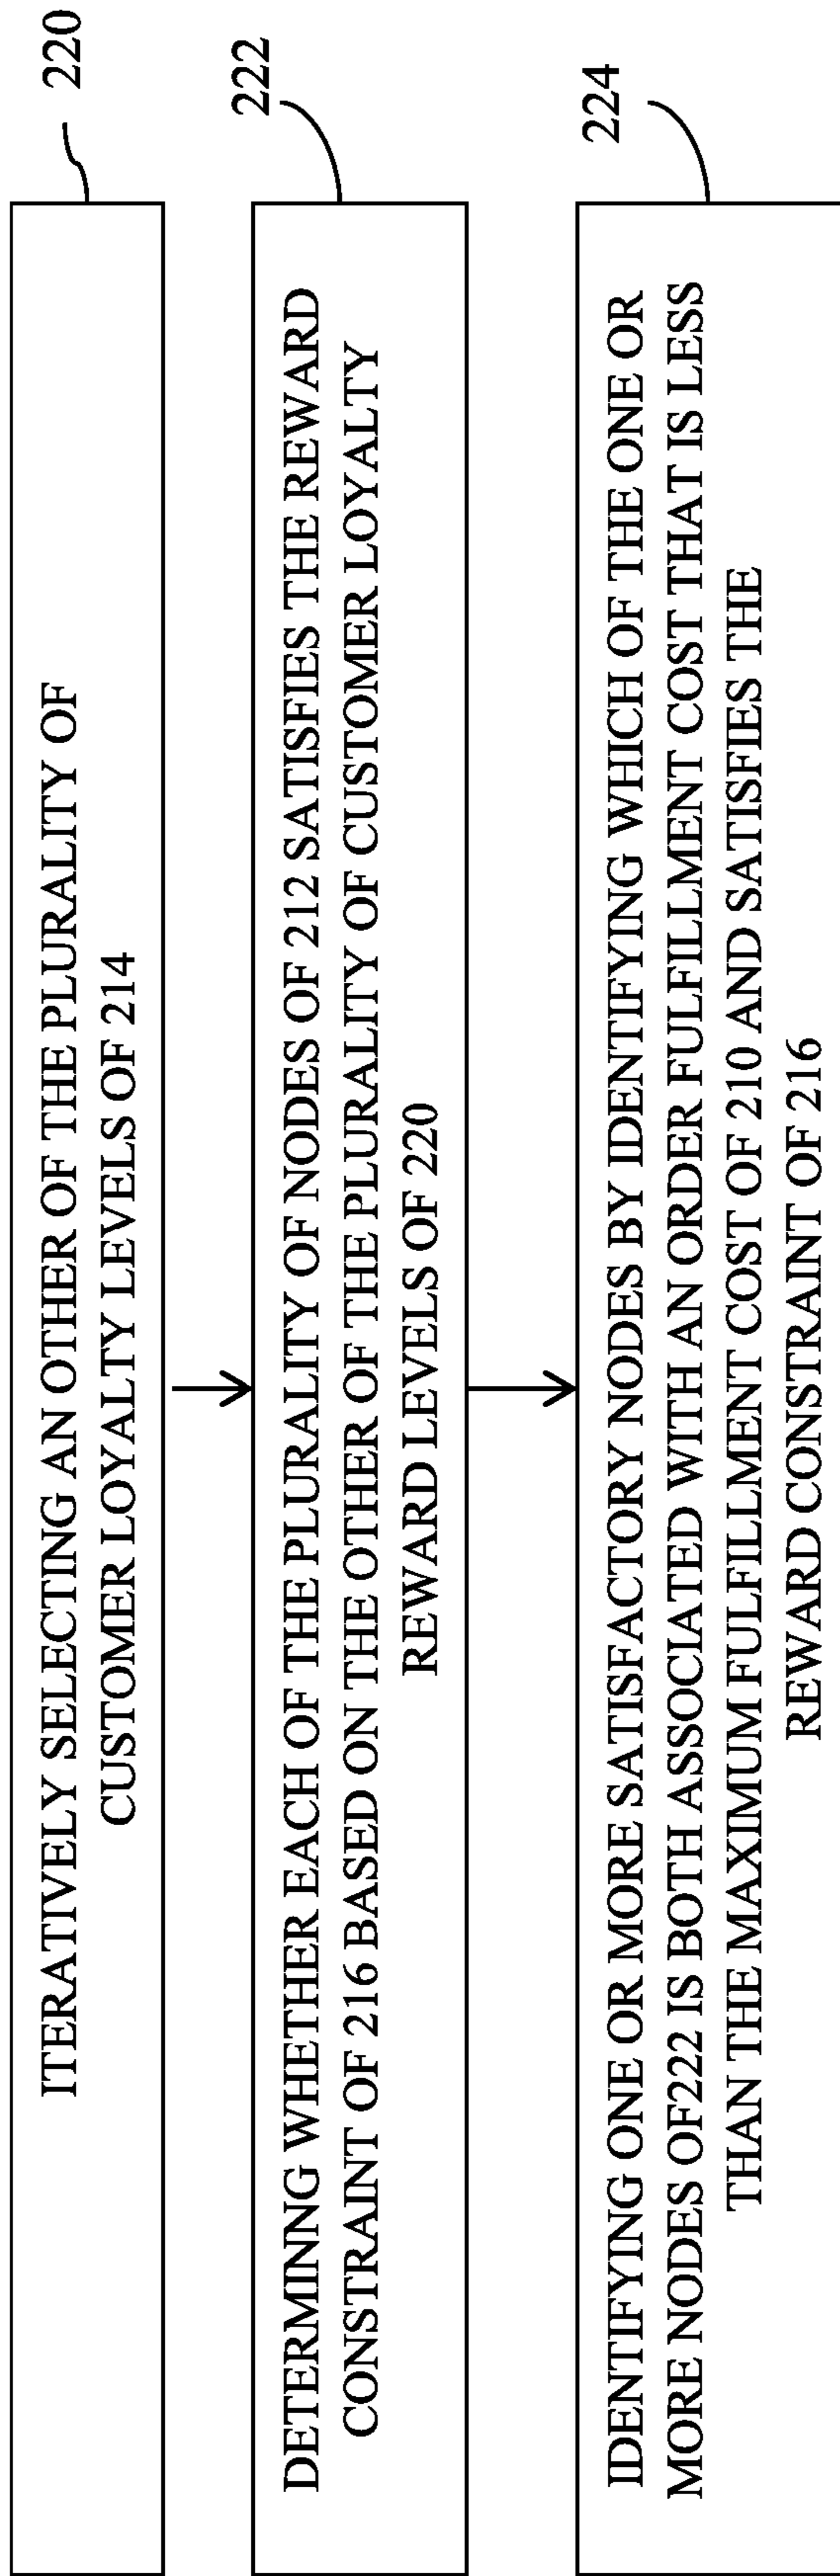 ITERATIVELY SELECTING AN OTHER OF THE PLURALITY OF
CUSTOMER LOYALTY LEVELS OF 214
220
DETERMINNG WHETHER EACH OF THE PLURALITY OF NODES OF 212 SATISFIES THE REWARD
CONSTRAINT OF 216 BASED ON THE OTHER OF THE PLURALITY OF CUSTOMER LOYALTY
REWARD LEVELS OF 220
222
IDENTIFYING ONE OR MORE SATISFACTORY NODES BY IDENTIFYING WHICH OF THE ONE OR
MORE NODES OF222 IS BOTH ASSOCIATED WITH AN ORDER FULFILLMENT COST THAT IS LESS
THAN THE MAXIMUM FULFILLMENT COST OF 210 AND SATISFIES THE
REWARD CONSTRAINT OF 216
224